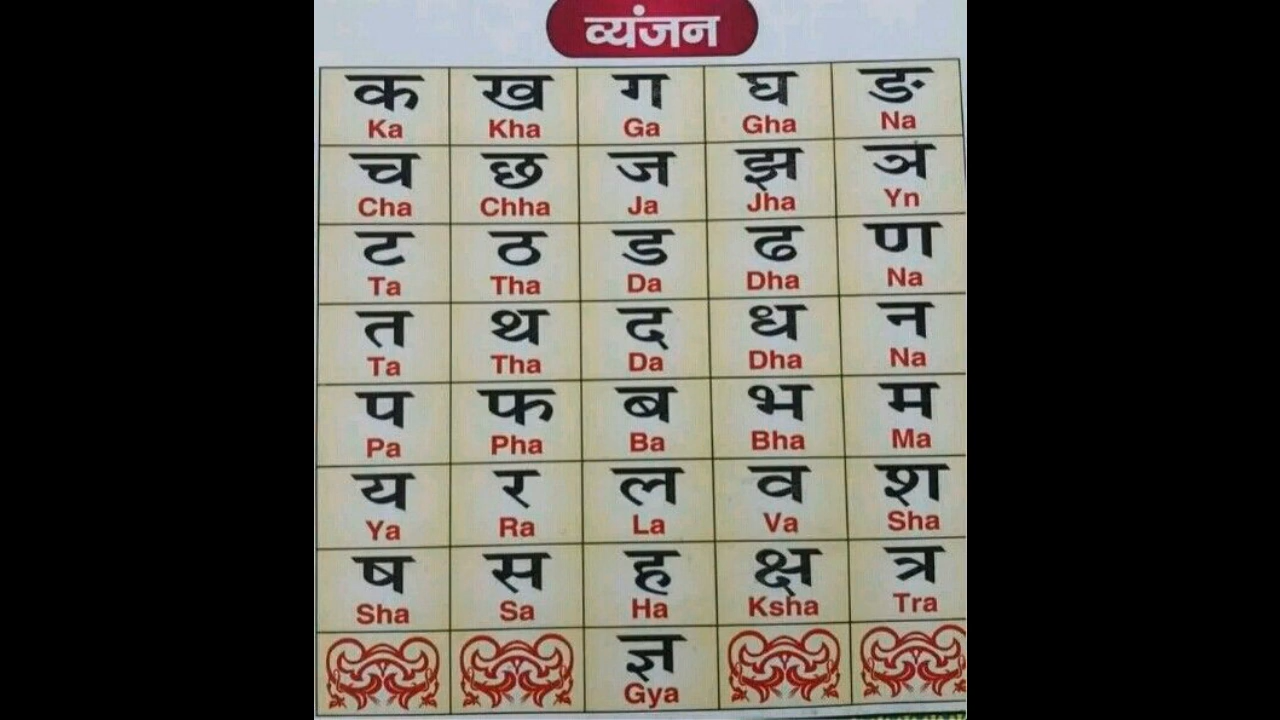 व्यंजन
क ख ग घ ङ
Ka Kha Ga Gha Na
च छ ज झ ञ
Cha Chha Ja Jha Yn
ट ठ ड ढ ण
Ta Tha Da Dha Na
त थ द ध न
Ta Tha Da Dha Na
प फ ब भ म
Pa Pha Ba Bha Ma
य र ल व श
Ya Ra La Va Sha
ष स ह क्ष त्र
Sha Sa Ha Ksha Tra
ज्ञ
Gya